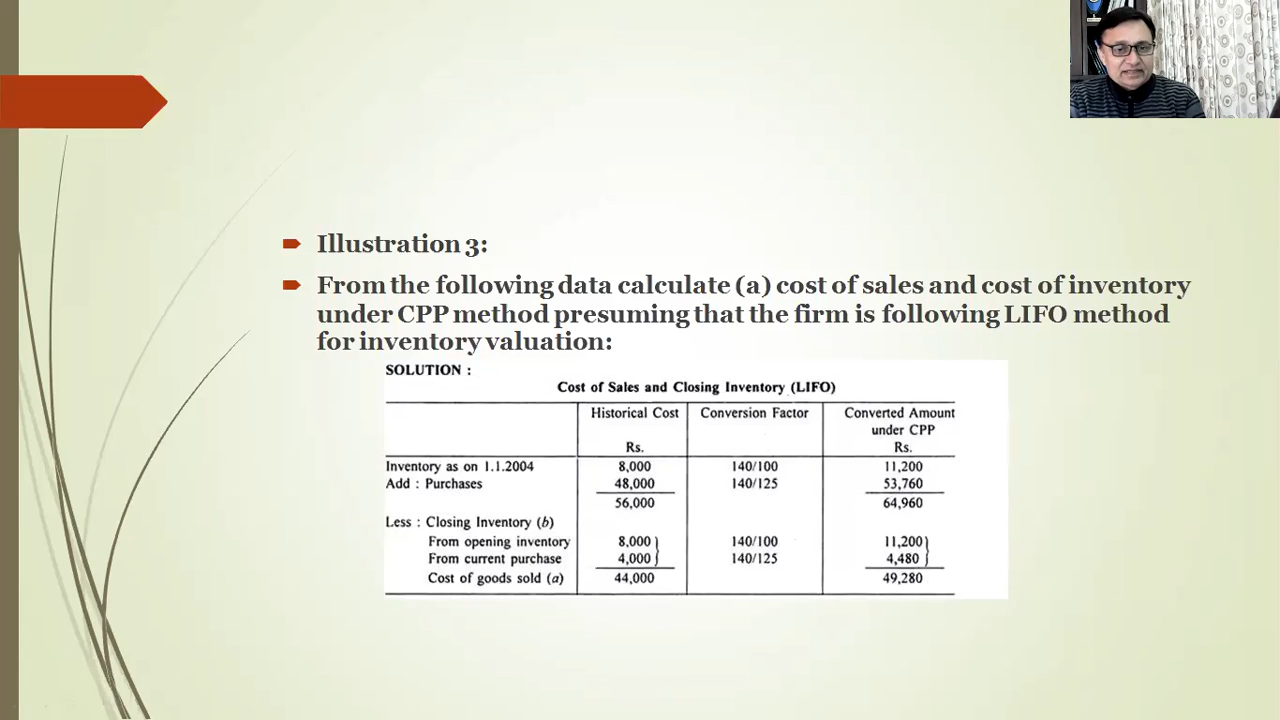 Illustration 3:
From the following data calculate (a) cost of sales and cost of inventory
under CPP method presuming that the firm is following LIFO method
for inventory valuation:
SOLUTION :
Cost of Sales and Closing Inventory (LIFO)
Historical Cost Conversion Factor Converted Amount
under CPP
Rs. Rs.
Inventory as on 1.1.2004 8,000 140/100 11,200
Add : Purchases 48,000 140/125 53,760
56,000 64,960
Less : Closing Inventory (b)
From opening inventory 8,000 140/100 11,200
From current purchase 4,000 140/125 4,480
Cost of goods sold (a) 44,000 49,280